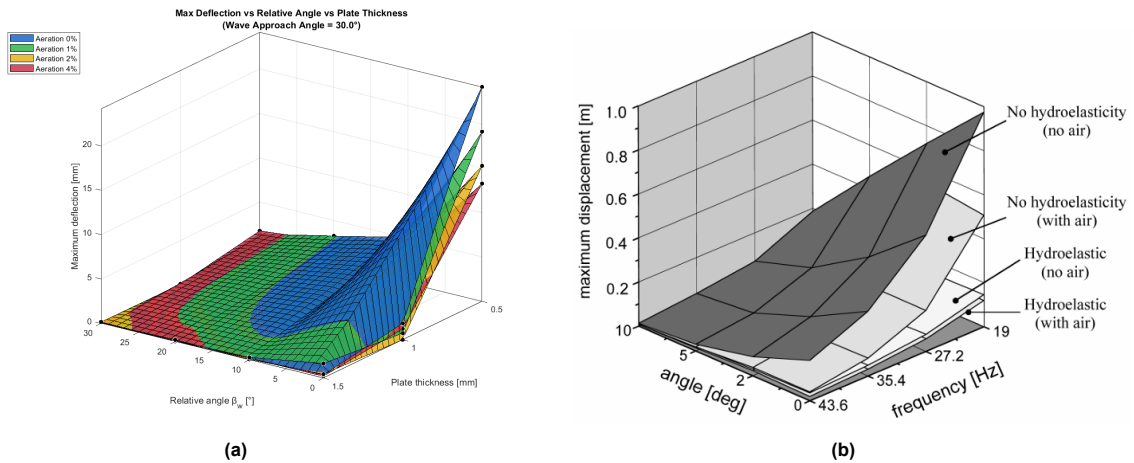 Max Deflection vs Relative Angle vs Plate Thickness
(Wave Approach Angle = 30.0°)
Aeration 0%
Aeration 1%
Aeration 2%
Aeration 4%
Maximum deflection [mm]
20
15
10
5
0
30
25
20
15
10
5
0
Relative angle β_w [°]
0.5
1
1.5
Plate thickness [mm]
(a)
maximum displacement [m]
1.0
0.8
0.6
0.4
0.2
10
5
2
0
angle [deg]
43.6
35.4
27.2
19
frequency [Hz]
No hydroelasticity
(no air)
No hydroelasticity
(with air)
Hydroelastic
(no air)
Hydroelastic
(with air)
(b)